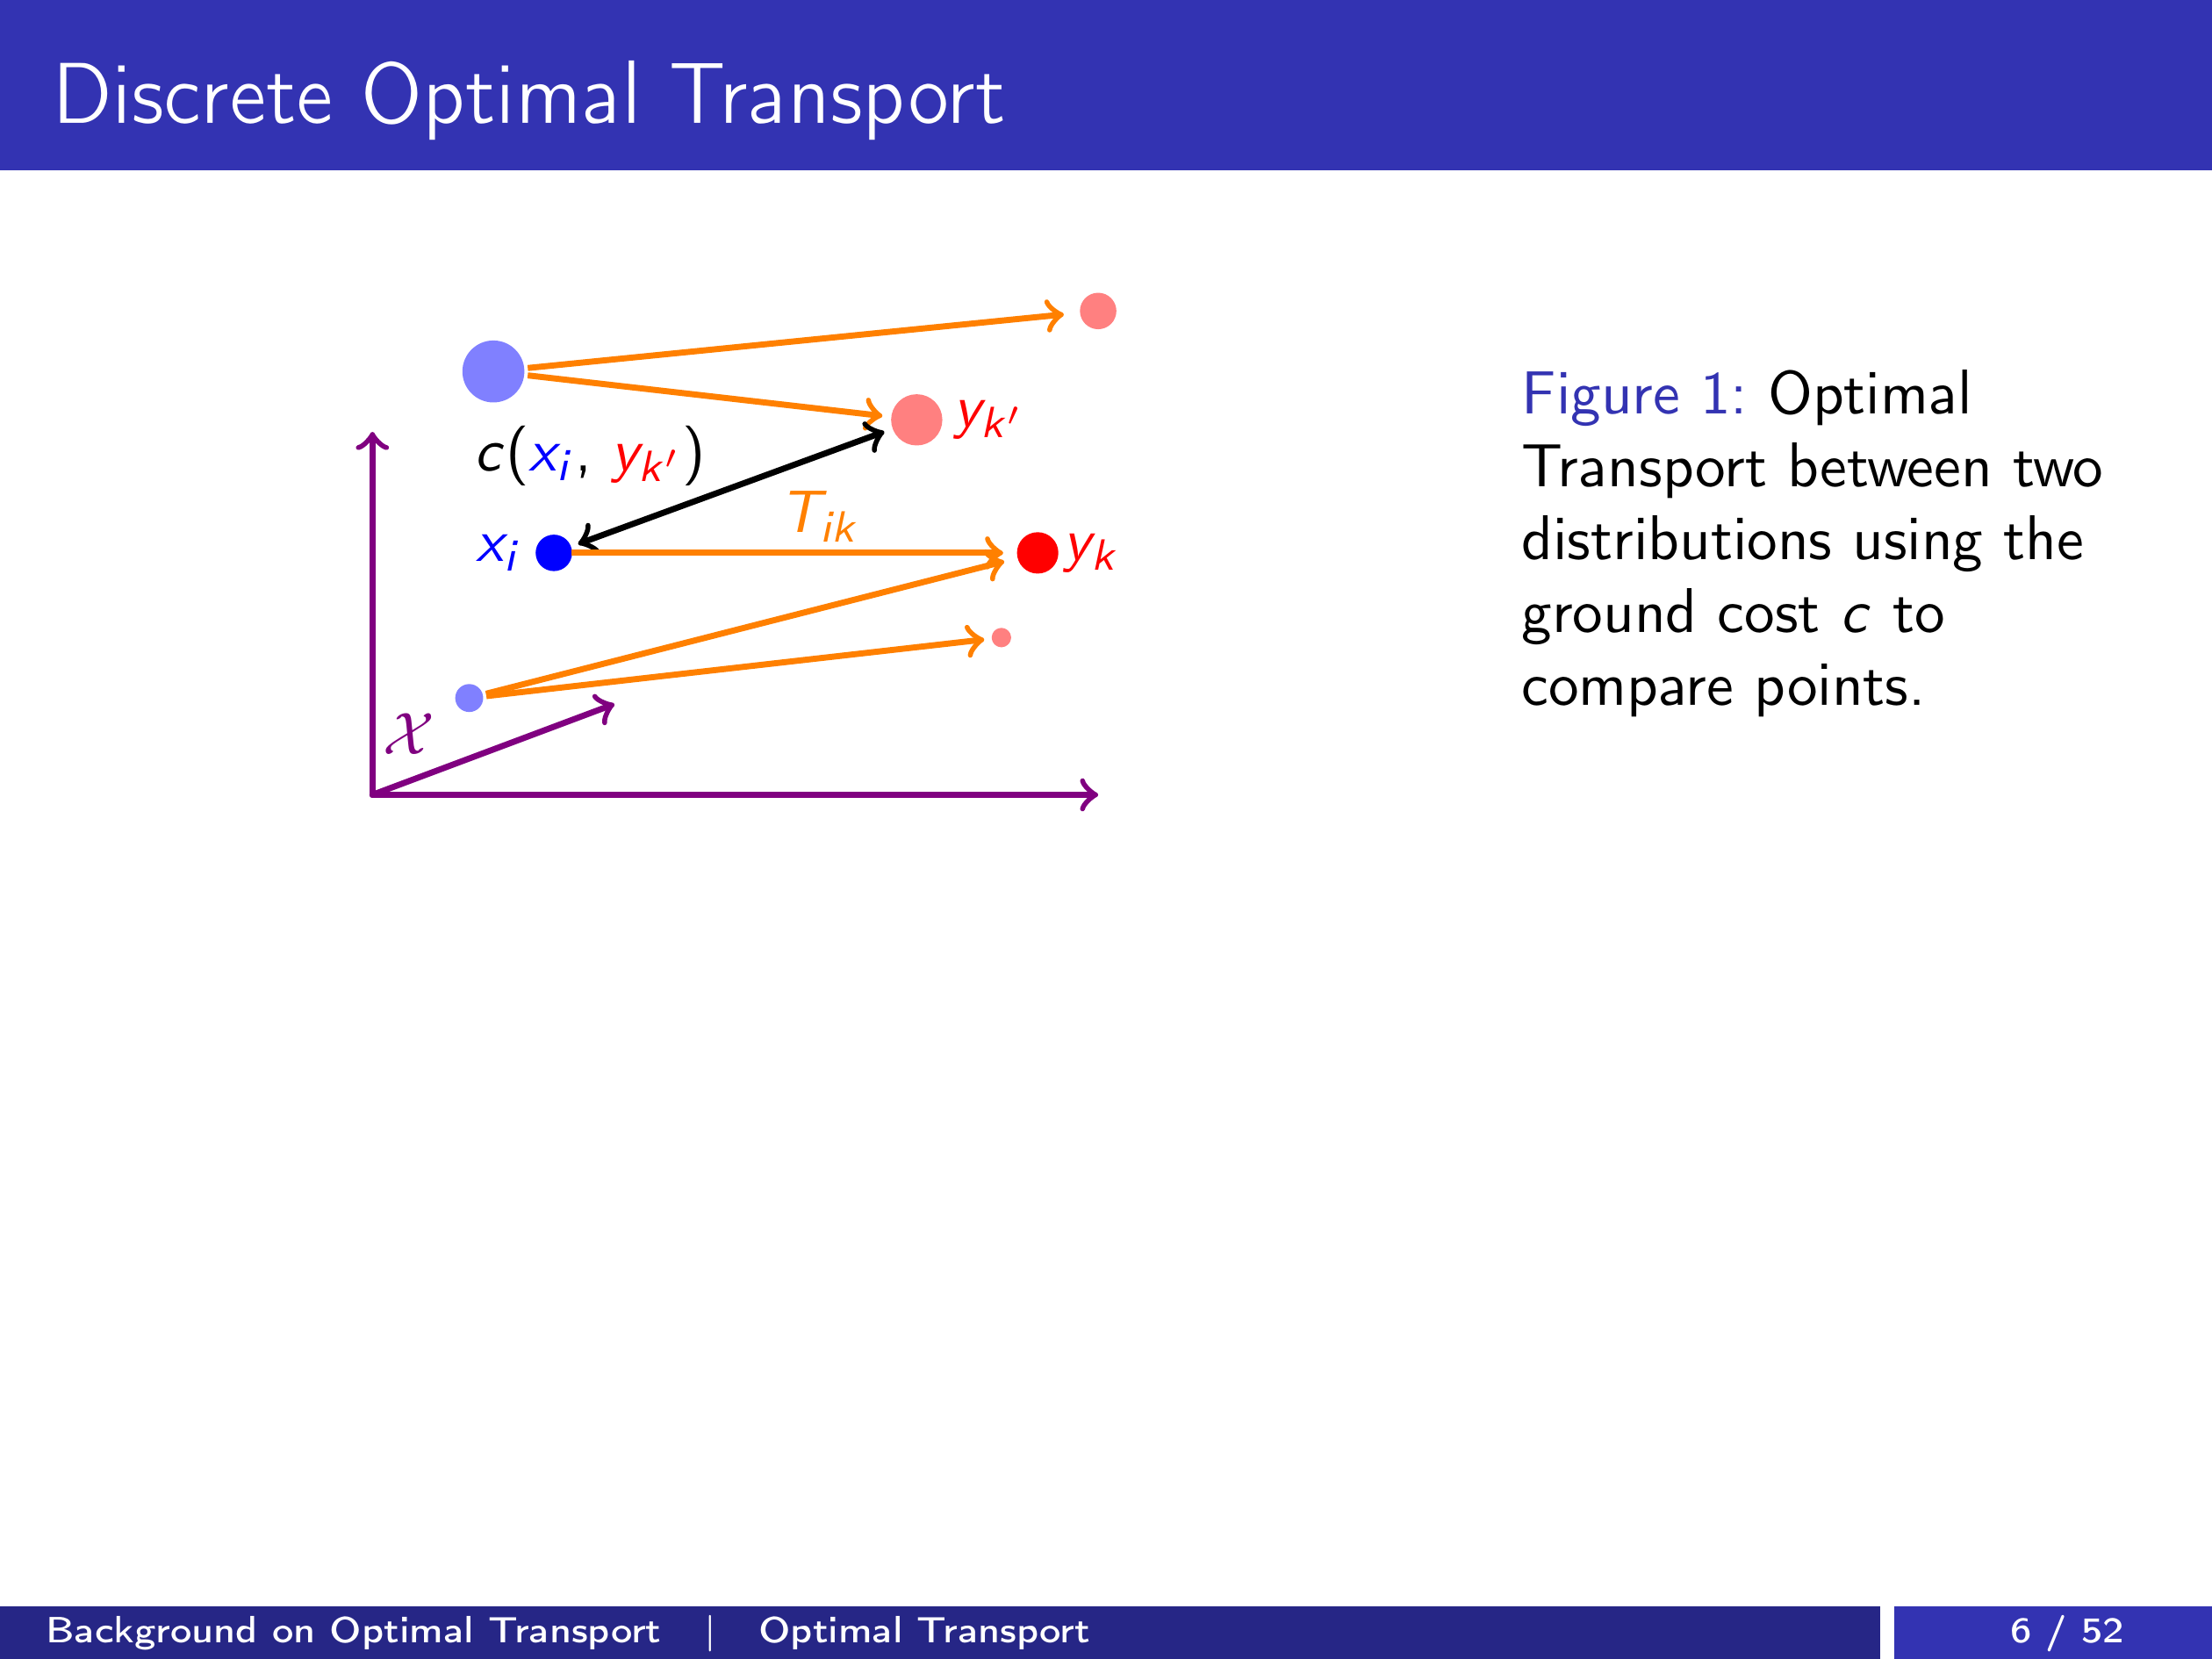 Discrete Optimal Transport
y_{k'}
c(x_i, y_{k'})
T_{ik}
x_i
y_k
𝒳
Figure 1: Optimal
Transport between two
distributions using the
ground cost c to
compare points.
Background on Optimal Transport | Optimal Transport
6 / 52